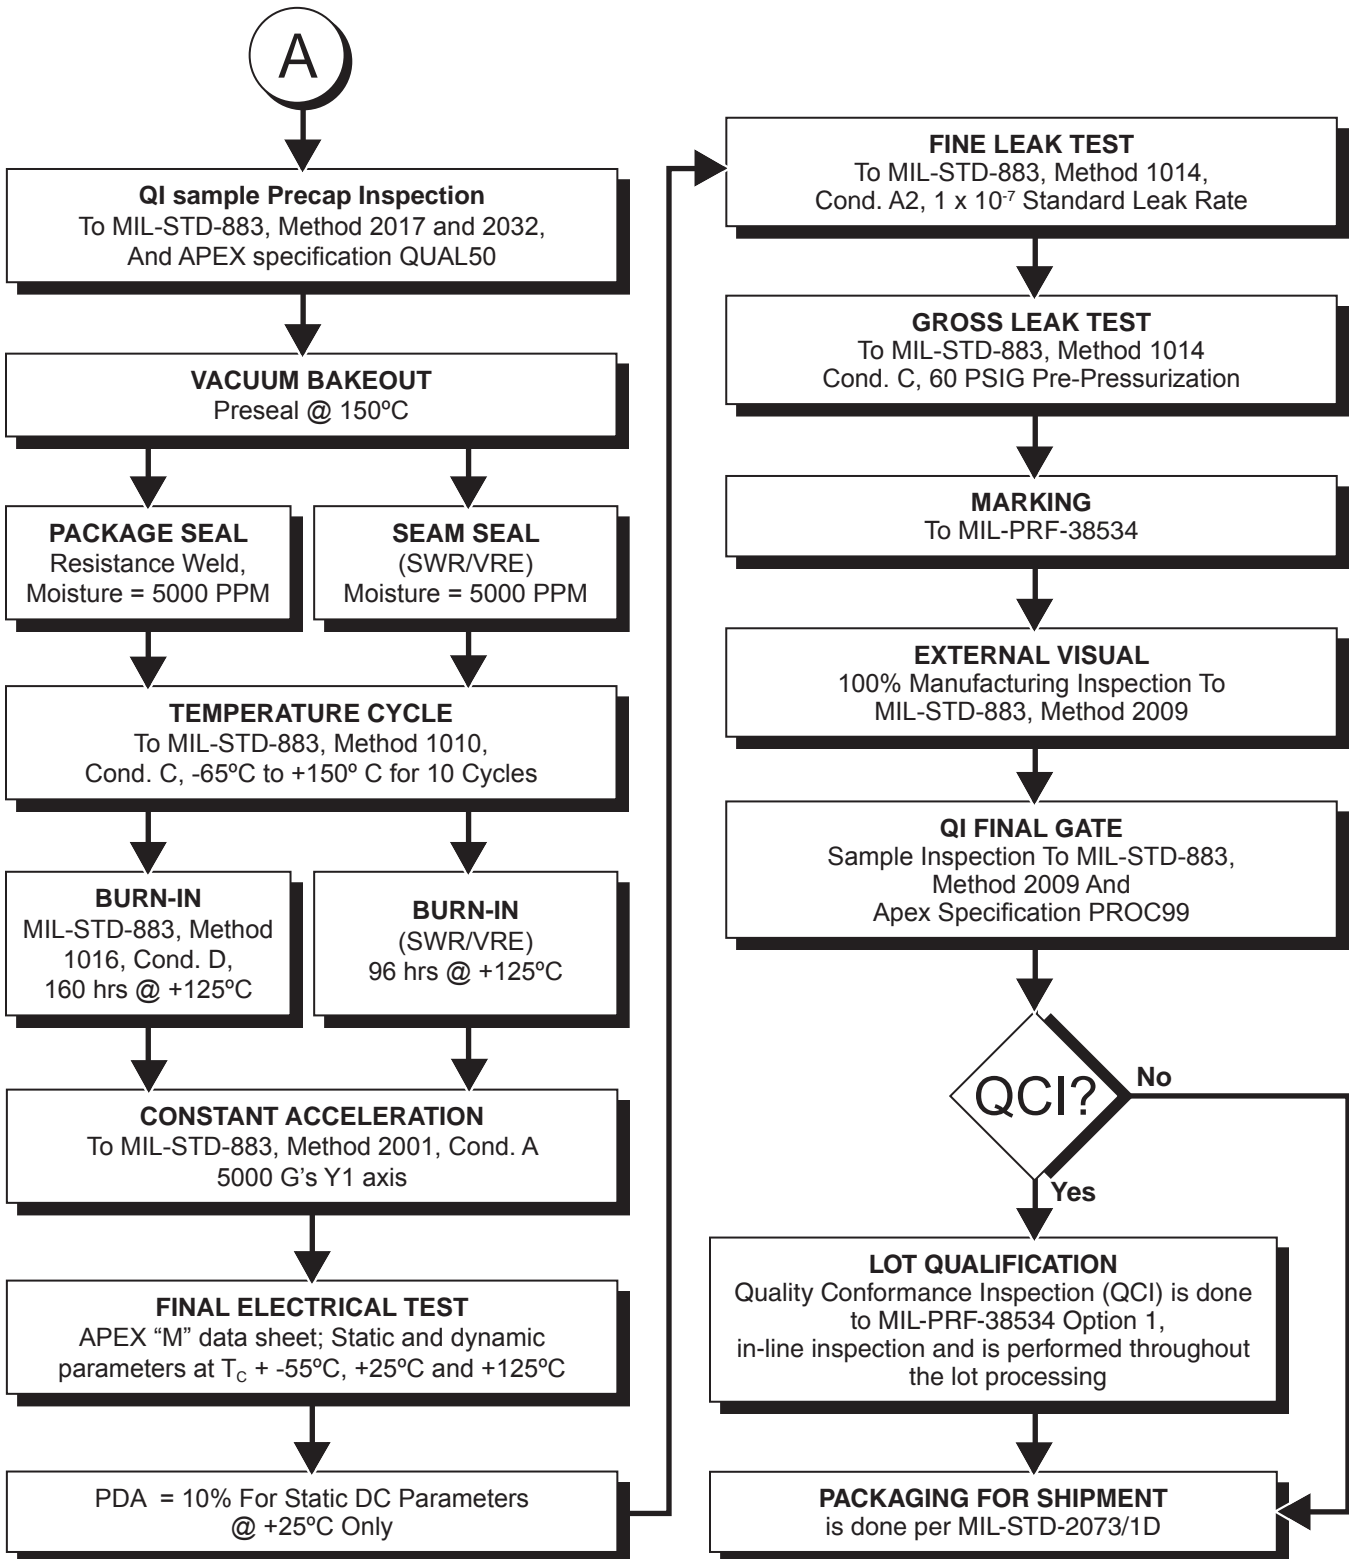 A
QI sample Precap Inspection
To MIL-STD-883, Method 2017 and 2032,
And APEX specification QUAL50
VACUUM BAKEOUT
Preseal @ 150ºC
PACKAGE SEAL
Resistance Weld,
Moisture = 5000 PPM
SEAM SEAL
(SWR/VRE)
Moisture = 5000 PPM
TEMPERATURE CYCLE
To MIL-STD-883, Method 1010,
Cond. C, -65ºC to +150º C for 10 Cycles
BURN-IN
MIL-STD-883, Method
1016, Cond. D,
160 hrs @ +125ºC
BURN-IN
(SWR/VRE)
96 hrs @ +125ºC
CONSTANT ACCELERATION
To MIL-STD-883, Method 2001, Cond. A
5000 G’s Y1 axis
FINAL ELECTRICAL TEST
APEX “M” data sheet; Static and dynamic
parameters at TC + -55ºC, +25ºC and +125ºC
PDA = 10% For Static DC Parameters
@ +25ºC Only
FINE LEAK TEST
To MIL-STD-883, Method 1014,
Cond. A2, 1 x 10⁻⁷ Standard Leak Rate
GROSS LEAK TEST
To MIL-STD-883, Method 1014
Cond. C, 60 PSIG Pre-Pressurization
MARKING
To MIL-PRF-38534
EXTERNAL VISUAL
100% Manufacturing Inspection To
MIL-STD-883, Method 2009
QI FINAL GATE
Sample Inspection To MIL-STD-883,
Method 2009 And
Apex Specification PROC99
QCI?
No
Yes
LOT QUALIFICATION
Quality Conformance Inspection (QCI) is done
to MIL-PRF-38534 Option 1,
in-line inspection and is performed throughout
the lot processing
PACKAGING FOR SHIPMENT
is done per MIL-STD-2073/1D